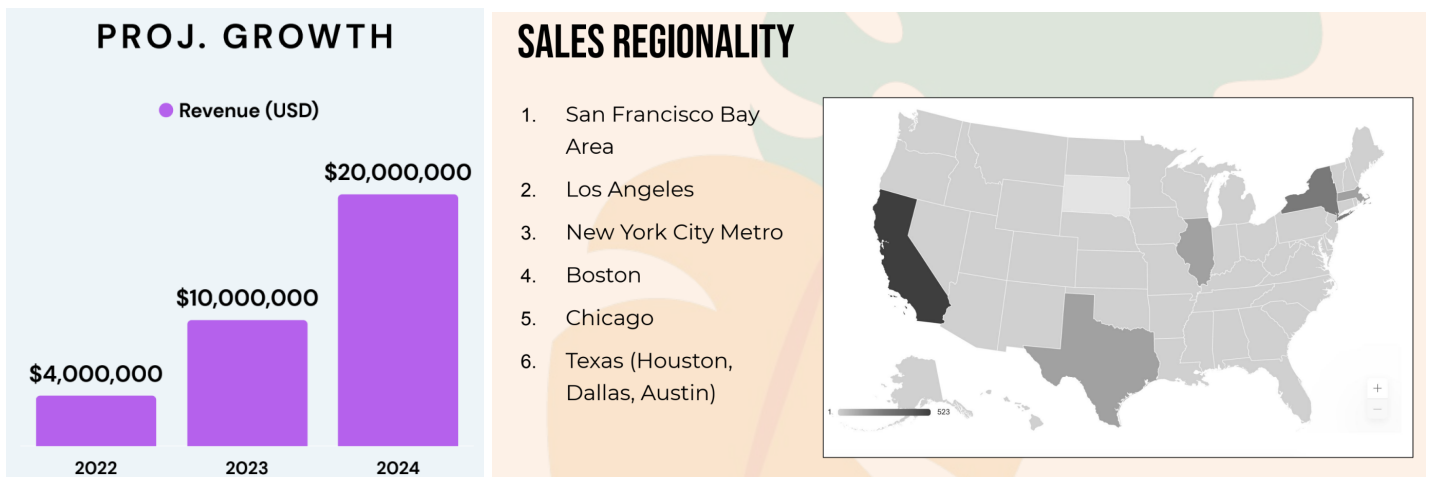 PROJ. GROWTH
Revenue (USD)
$20,000,000
$10,000,000
$4,000,000
2022 2023 2024
SALES REGIONALITY
1. San Francisco Bay
Area
2. Los Angeles
3. New York City Metro
4. Boston
5. Chicago
6. Texas (Houston,
Dallas, Austin)
1. 523
+
−